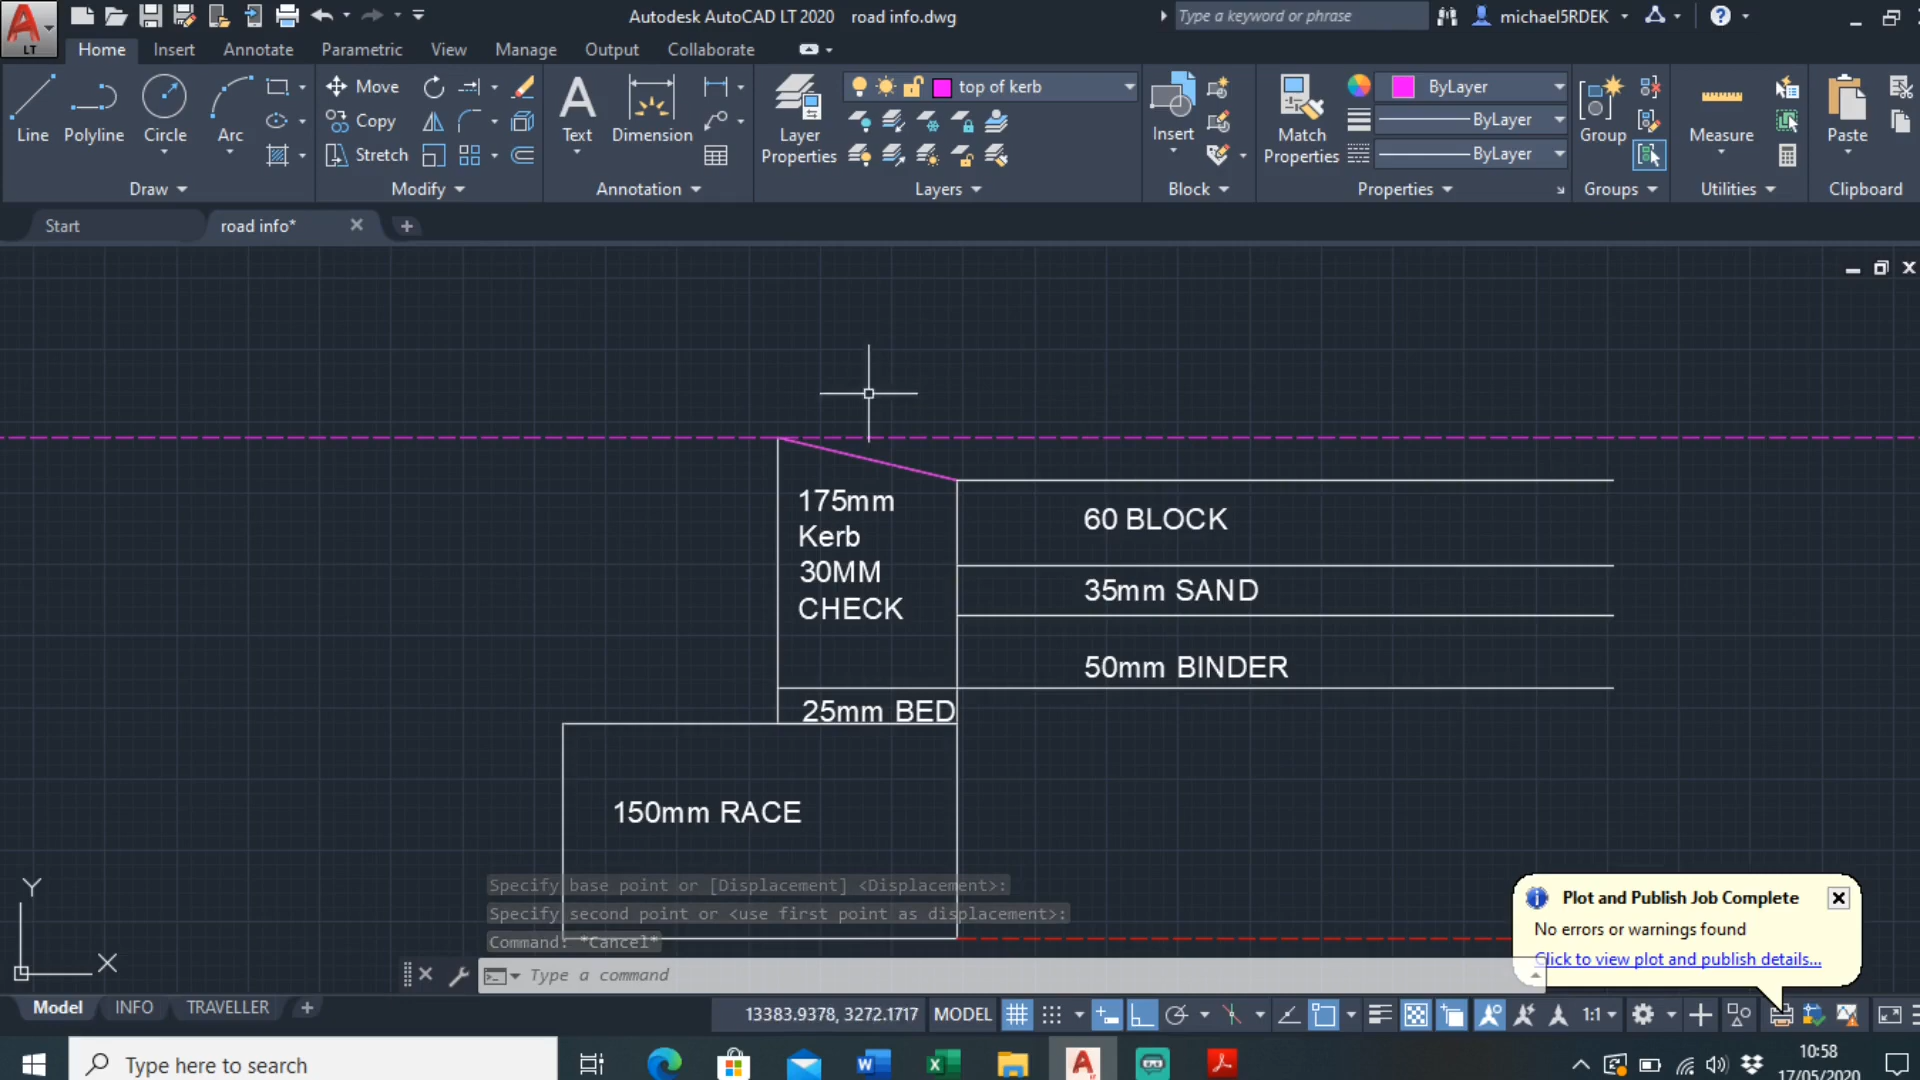 Autodesk AutoCAD LT 2020 road info.dwg
Type a keyword or phrase
michael5RDEK
LT
Home Insert Annotate Parametric View Manage Output Collaborate
Line Polyline Circle Arc
Move
Copy
Stretch
Text Dimension
Layer Properties
top of kerb
Insert
Match Properties
ByLayer
ByLayer
ByLayer
Group
Measure
Paste
Draw Modify Annotation Layers Block Properties Groups Utilities Clipboard
Start road info*
175mm
Kerb
30MM
CHECK
60 BLOCK
35mm SAND
50mm BINDER
25mm BED
150mm RACE
Y
X
Specify base point or [Displacement] <Displacement>:
Specify second point or <use first point as displacement>:
Command: *Cancel*
Type a command
Plot and Publish Job Complete
No errors or warnings found
Click to view plot and publish details...
Model INFO TRAVELLER
13383.9378, 3272.1717 MODEL
1:1
Type here to search
10:58
17/05/2020